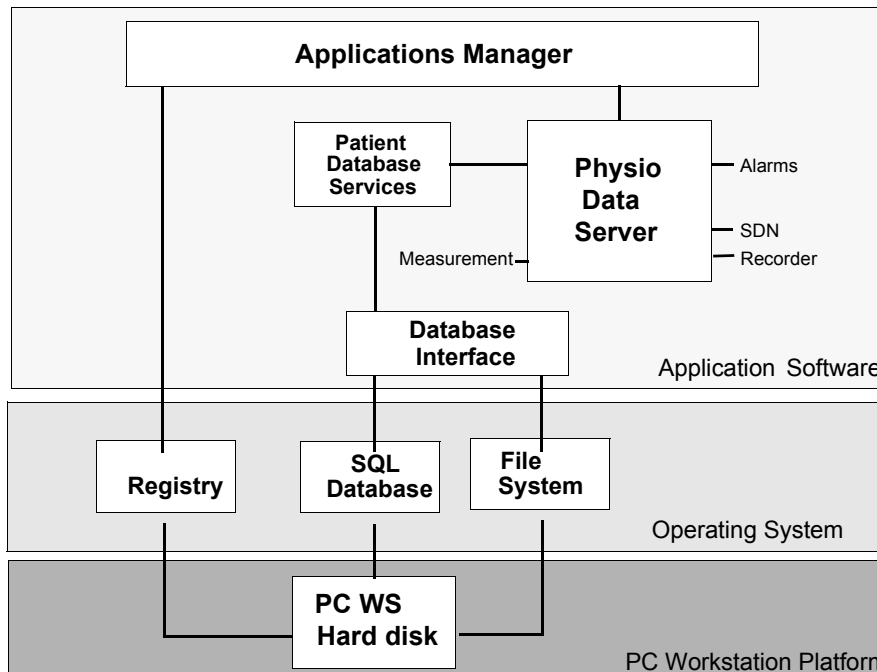 Applications Manager
Patient
Database
Services
Physio
Data
Server
Alarms
SDN
Recorder
Measurement
Database
Interface
Application Software
Registry
SQL
Database
File
System
Operating System
PC WS
Hard disk
PC Workstation Platform